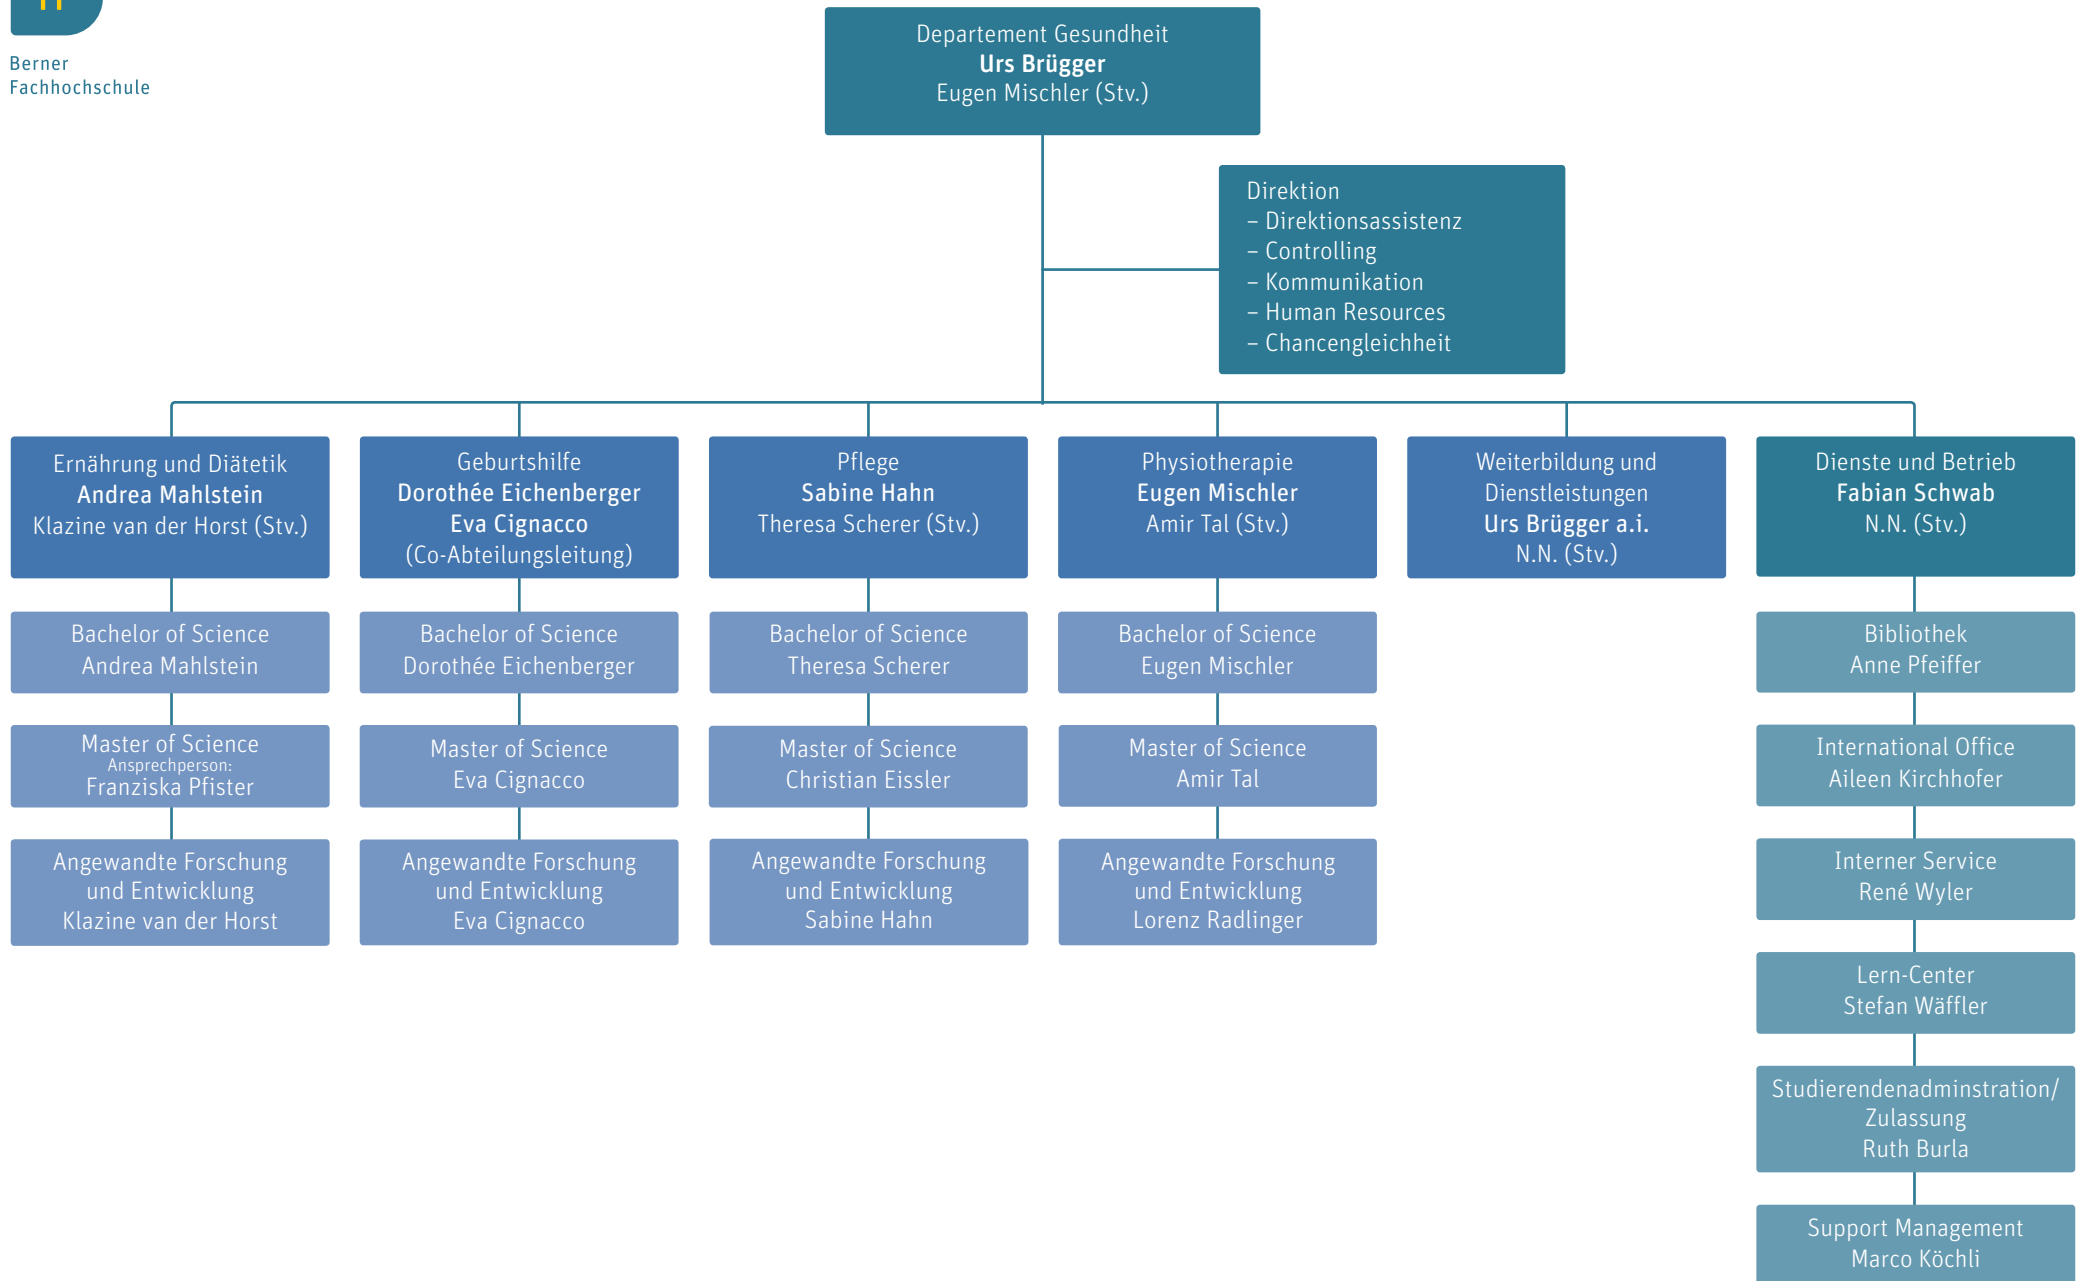 Berner
Fachhochschule
Departement Gesundheit
Urs Brügger
Eugen Mischler (Stv.)
Direktion
– Direktionsassistenz
– Controlling
– Kommunikation
– Human Resources
– Chancengleichheit
Ernährung und Diätetik
Andrea Mahlstein
Klazine van der Horst (Stv.)
Bachelor of Science
Andrea Mahlstein
Master of Science
Ansprechperson:
Franziska Pfister
Angewandte Forschung
und Entwicklung
Klazine van der Horst
Geburtshilfe
Dorothée Eichenberger
Eva Cignacco
(Co-Abteilungsleitung)
Bachelor of Science
Dorothée Eichenberger
Master of Science
Eva Cignacco
Angewandte Forschung
und Entwicklung
Eva Cignacco
Pflege
Sabine Hahn
Theresa Scherer (Stv.)
Bachelor of Science
Theresa Scherer
Master of Science
Christian Eissler
Angewandte Forschung
und Entwicklung
Sabine Hahn
Physiotherapie
Eugen Mischler
Amir Tal (Stv.)
Bachelor of Science
Eugen Mischler
Master of Science
Amir Tal
Angewandte Forschung
und Entwicklung
Lorenz Radlinger
Weiterbildung und
Dienstleistungen
Urs Brügger a.i.
N.N. (Stv.)
Dienste und Betrieb
Fabian Schwab
N.N. (Stv.)
Bibliothek
Anne Pfeiffer
International Office
Aileen Kirchhofer
Interner Service
René Wyler
Lern-Center
Stefan Wäffler
Studierendenadminstration/
Zulassung
Ruth Burla
Support Management
Marco Köchli